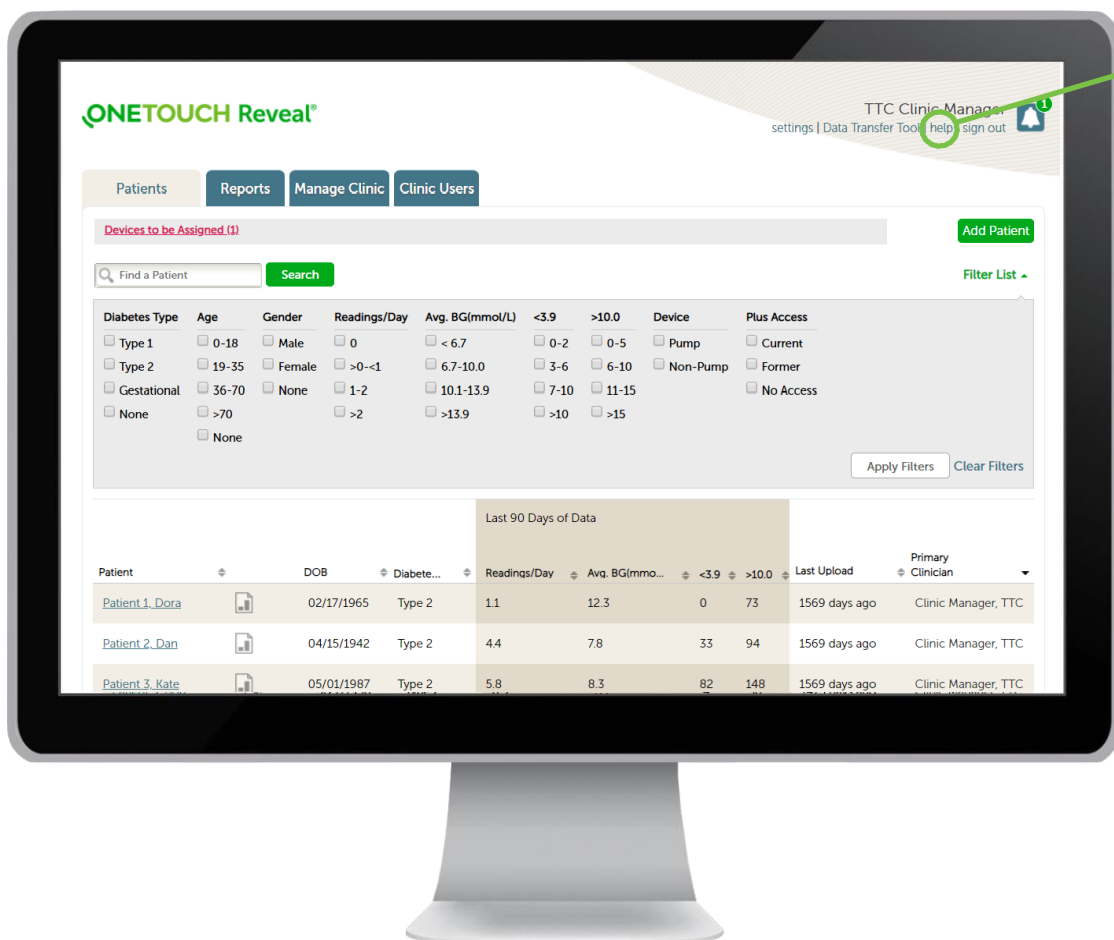 ONETOUCH Reveal®
TTC Clinic Manager
1
settings | Data Transfer Tool | help | sign out
Patients Reports Manage Clinic Clinic Users
Devices to be Assigned (1)
Add Patient
Find a Patient Search Filter List
Diabetes Type Age Gender Readings/Day Avg. BG(mmol/L) <3.9 >10.0 Device Plus Access
Type 1 0-18 Male 0 < 6.7 0-2 0-5 Pump Current
Type 2 19-35 Female >0-<1 6.7-10.0 3-6 6-10 Non-Pump Former
Gestational 36-70 None 1-2 10.1-13.9 7-10 11-15 No Access
None >70 >2 >13.9 >10 >15
None
Apply Filters Clear Filters
Last 90 Days of Data
Patient DOB Diabete... Readings/Day Avg. BG(mmo... <3.9 >10.0 Last Upload Primary
Clinician
Patient 1, Dora 02/17/1965 Type 2 1.1 12.3 0 73 1569 days ago Clinic Manager, TTC
Patient 2, Dan 04/15/1942 Type 2 4.4 7.8 33 94 1569 days ago Clinic Manager, TTC
Patient 3, Kate 05/01/1987 Type 2 5.8 8.3 82 148 1569 days ago Clinic Manager, TTC